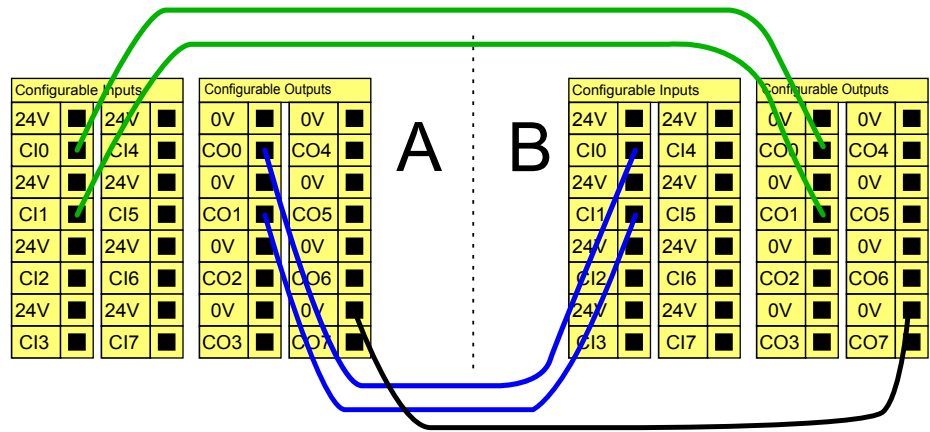 Configurable Inputs Configurable Outputs A B Configurable Inputs Configurable Outputs
24V 24V 0V 0V 24V 24V 0V 0V
CI0 CI4 CO0 CO4 CI0 CI4 CO0 CO4
24V 24V 0V 0V 24V 24V 0V 0V
CI1 CI5 CO1 CO5 CI1 CI5 CO1 CO5
24V 24V 0V 0V 24V 24V 0V 0V
CI2 CI6 CO2 CO6 CI2 CI6 CO2 CO6
24V 24V 0V 0V 24V 24V 0V 0V
CI3 CI7 CO3 CO7 CI3 CI7 CO3 CO7